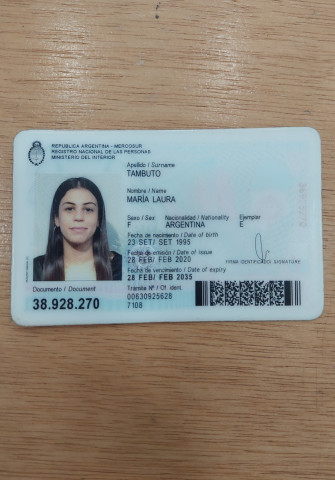 REPUBLICA ARGENTINA - MERCOSUR
REGISTRO NACIONAL DE LAS PERSONAS
MINISTERIO DEL INTERIOR
Apellido / Surname
TAMBUTO
Nombre / Name
MARÍA LAURA
Sexo / Sex Nacionalidad / Nationality Ejemplar
F ARGENTINA E
Fecha de nacimiento / Date of birth
23 SET/ SET 1995
Fecha de emisión / Date of issue
28 FEB/ FEB 2020
Fecha de vencimiento / Date of expiry
28 FEB/ FEB 2035
FIRMA IDENTIFICADO / SIGNATURE
Documento / Document
38.928.270
Trámite Nº / Of. ident.
00630925628
7108